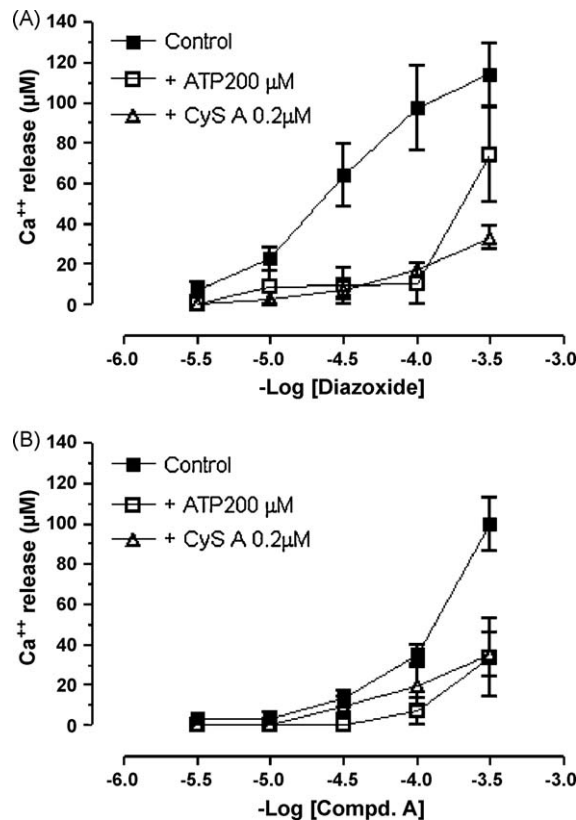 (A)
140
120
100
80
60
40
20
0
Ca++ release (µM)
Control
+ ATP200 µM
+ CyS A 0.2µM
-6.0 -5.5 -5.0 -4.5 -4.0 -3.5 -3.0
-Log [Diazoxide]
(B)
140
120
100
80
60
40
20
0
Ca++ release (µM)
Control
+ ATP200 µM
+ CyS A 0.2µM
-6.0 -5.5 -5.0 -4.5 -4.0 -3.5 -3.0
-Log [Compd. A]